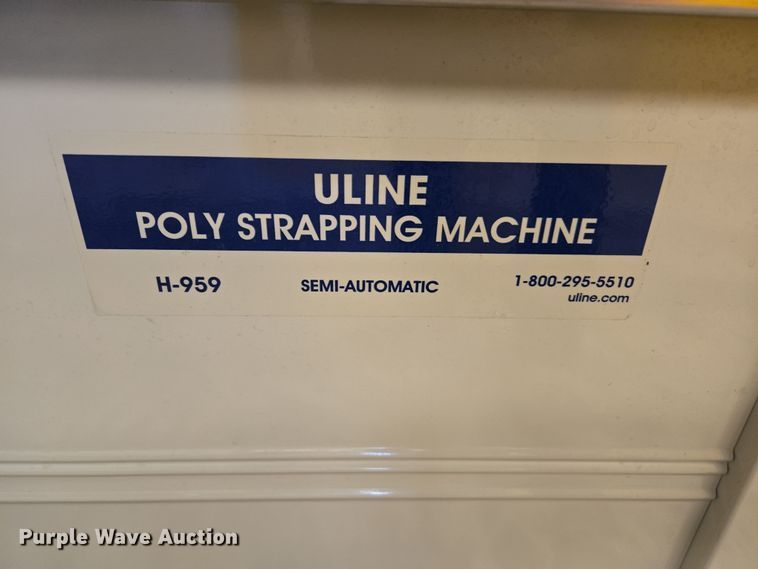 ULINE
POLY STRAPPING MACHINE
H-959 SEMI-AUTOMATIC 1-800-295-5510
uline.com
Purple Wave Auction